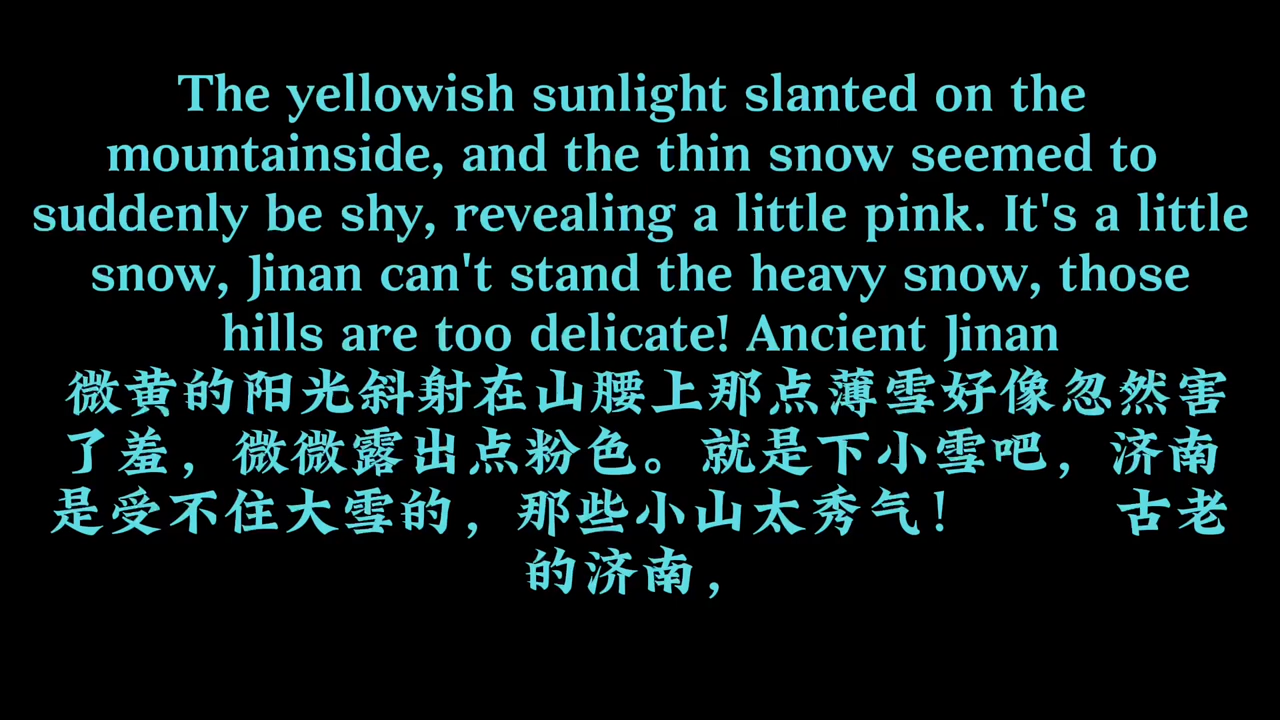 The yellowish sunlight slanted on the
mountainside, and the thin snow seemed to
suddenly be shy, revealing a little pink. It's a little
snow, Jinan can't stand the heavy snow, those
hills are too delicate! Ancient Jinan
微黄的阳光斜射在山腰上那点薄雪好像忽然害
了羞，微微露出点粉色。就是下小雪吧，济南
是受不住大雪的，那些小山太秀气！　　古老
的济南，